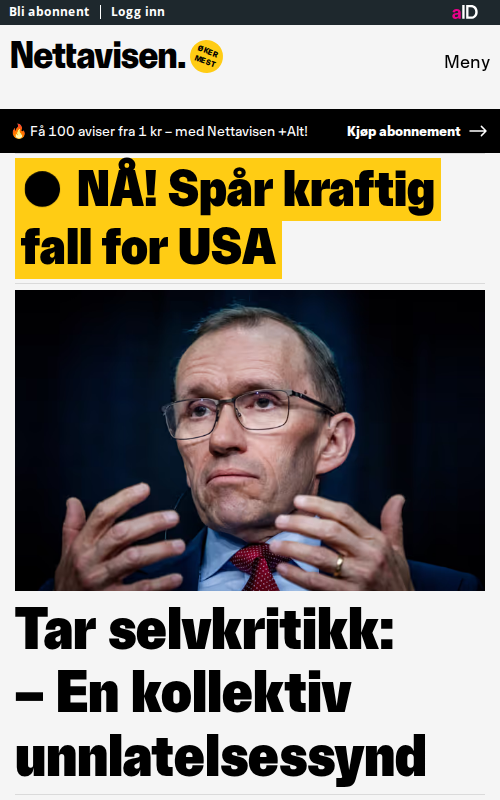 Bli abonnent | Logg inn
aID
Nettavisen.
ØKER
MEST
Meny
🔥 Få 100 aviser fra 1 kr – med Nettavisen +Alt!
Kjøp abonnement →
● NÅ! Spår kraftig
fall for USA
Tar selvkritikk:
– En kollektiv
unnlatelsessynd